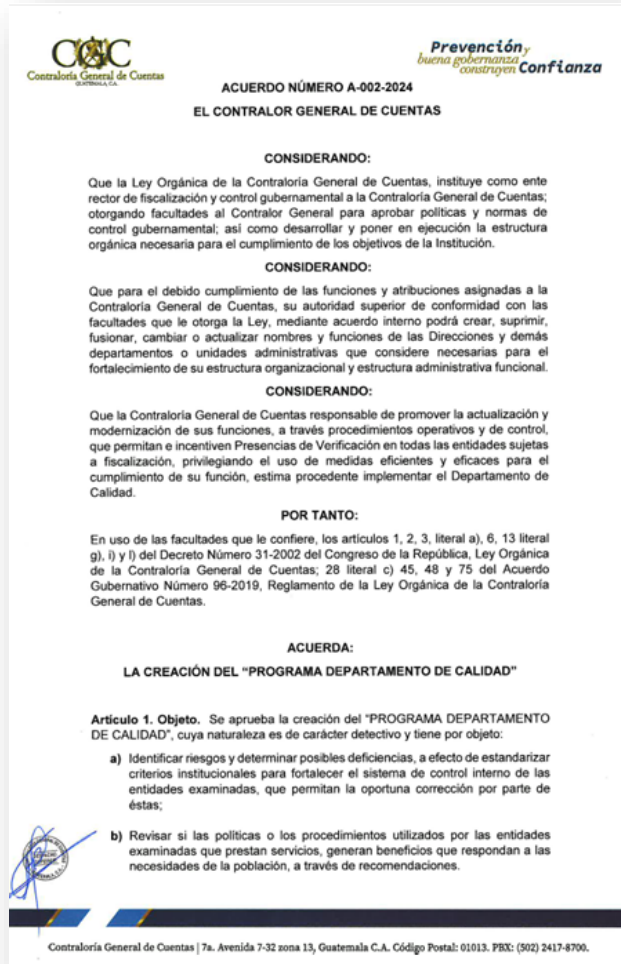 CGC
Contraloría General de Cuentas
GUATEMALA, C.A.
Prevención y
buena gobernanza
construyen Confianza
ACUERDO NÚMERO A-002-2024
EL CONTRALOR GENERAL DE CUENTAS
CONSIDERANDO:
Que la Ley Orgánica de la Contraloría General de Cuentas, instituye como ente
rector de fiscalización y control gubernamental a la Contraloría General de Cuentas;
otorgando facultades al Contralor General para aprobar políticas y normas de
control gubernamental; así como desarrollar y poner en ejecución la estructura
orgánica necesaria para el cumplimiento de los objetivos de la Institución.
CONSIDERANDO:
Que para el debido cumplimiento de las funciones y atribuciones asignadas a la
Contraloría General de Cuentas, su autoridad superior de conformidad con las
facultades que le otorga la Ley, mediante acuerdo interno podrá crear, suprimir,
fusionar, cambiar o actualizar nombres y funciones de las Direcciones y demás
departamentos o unidades administrativas que considere necesarias para el
fortalecimiento de su estructura organizacional y estructura administrativa funcional.
CONSIDERANDO:
Que la Contraloría General de Cuentas responsable de promover la actualización y
modernización de sus funciones, a través procedimientos operativos y de control,
que permitan e incentiven Presencias de Verificación en todas las entidades sujetas
a fiscalización, privilegiando el uso de medidas eficientes y eficaces para el
cumplimiento de su función, estima procedente implementar el Departamento de
Calidad.
POR TANTO:
En uso de las facultades que le confiere, los artículos 1, 2, 3, literal a), 6, 13 literal
g), i) y l) del Decreto Número 31-2002 del Congreso de la República, Ley Orgánica
de la Contraloría General de Cuentas; 28 literal c) 45, 48 y 75 del Acuerdo
Gubernativo Número 96-2019, Reglamento de la Ley Orgánica de la Contraloría
General de Cuentas.
ACUERDA:
LA CREACIÓN DEL "PROGRAMA DEPARTAMENTO DE CALIDAD"
Artículo 1. Objeto. Se aprueba la creación del "PROGRAMA DEPARTAMENTO
DE CALIDAD", cuya naturaleza es de carácter detectivo y tiene por objeto:
a) Identificar riesgos y determinar posibles deficiencias, a efecto de estandarizar
criterios institucionales para fortalecer el sistema de control interno de las
entidades examinadas, que permitan la oportuna corrección por parte de
éstas;
b) Revisar si las políticas o los procedimientos utilizados por las entidades
examinadas que prestan servicios, generan beneficios que respondan a las
necesidades de la población, a través de recomendaciones.
Contraloría General de Cuentas | 7a. Avenida 7-32 zona 13, Guatemala C.A. Código Postal: 01013. PBX: (502) 2417-8700.